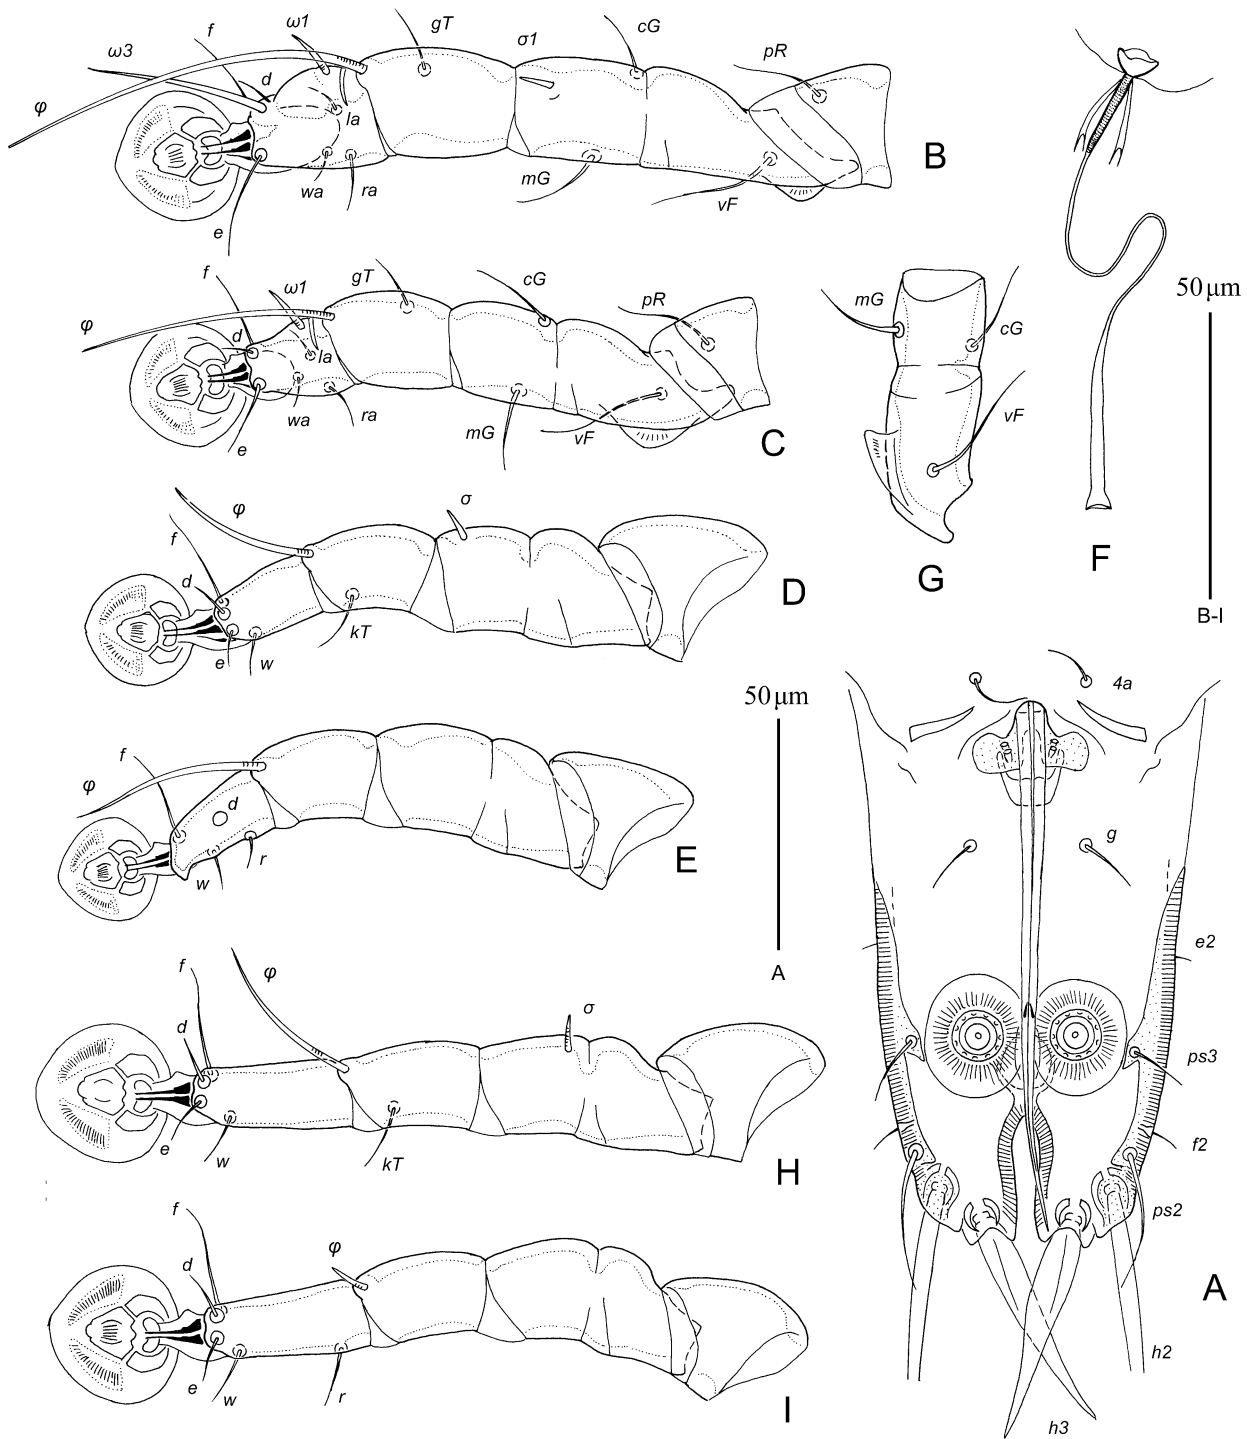 ω3 f ω1 gT σ1 cG pR
φ d la
e wa ra mG vF
B
f ω1 gT cG pR
φ d la
e wa ra mG vF
C
φ σ
f
d
e w kT
D
f
φ d
w r
E
mG cG
vF
G
F
50 μm
B-I
50 μm
A
f φ σ
d
e w kT
H
f
d φ
e w r
I
4a
g
e2
ps3
f2
ps2
h2
h3
A